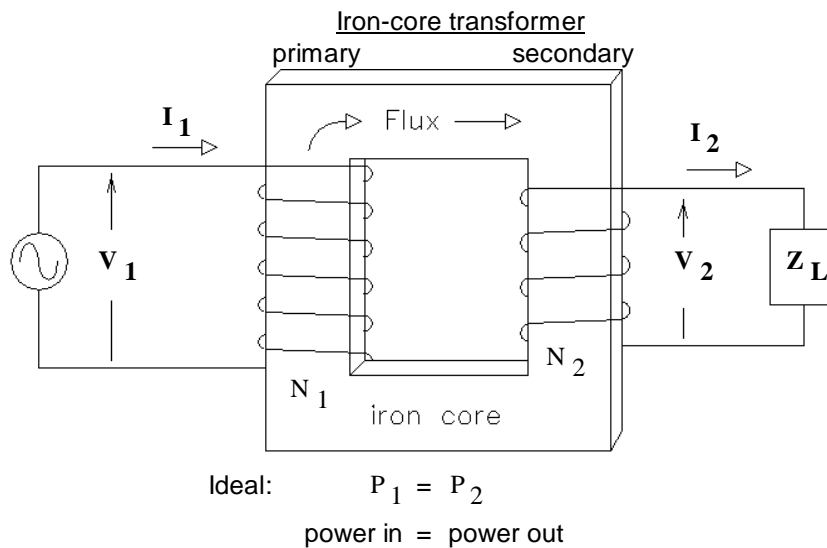 Iron-core transformer
primary secondary
Flux
I1
I2
V1
V2
ZL
N1
N2
iron core
Ideal: P1 = P2
power in = power out